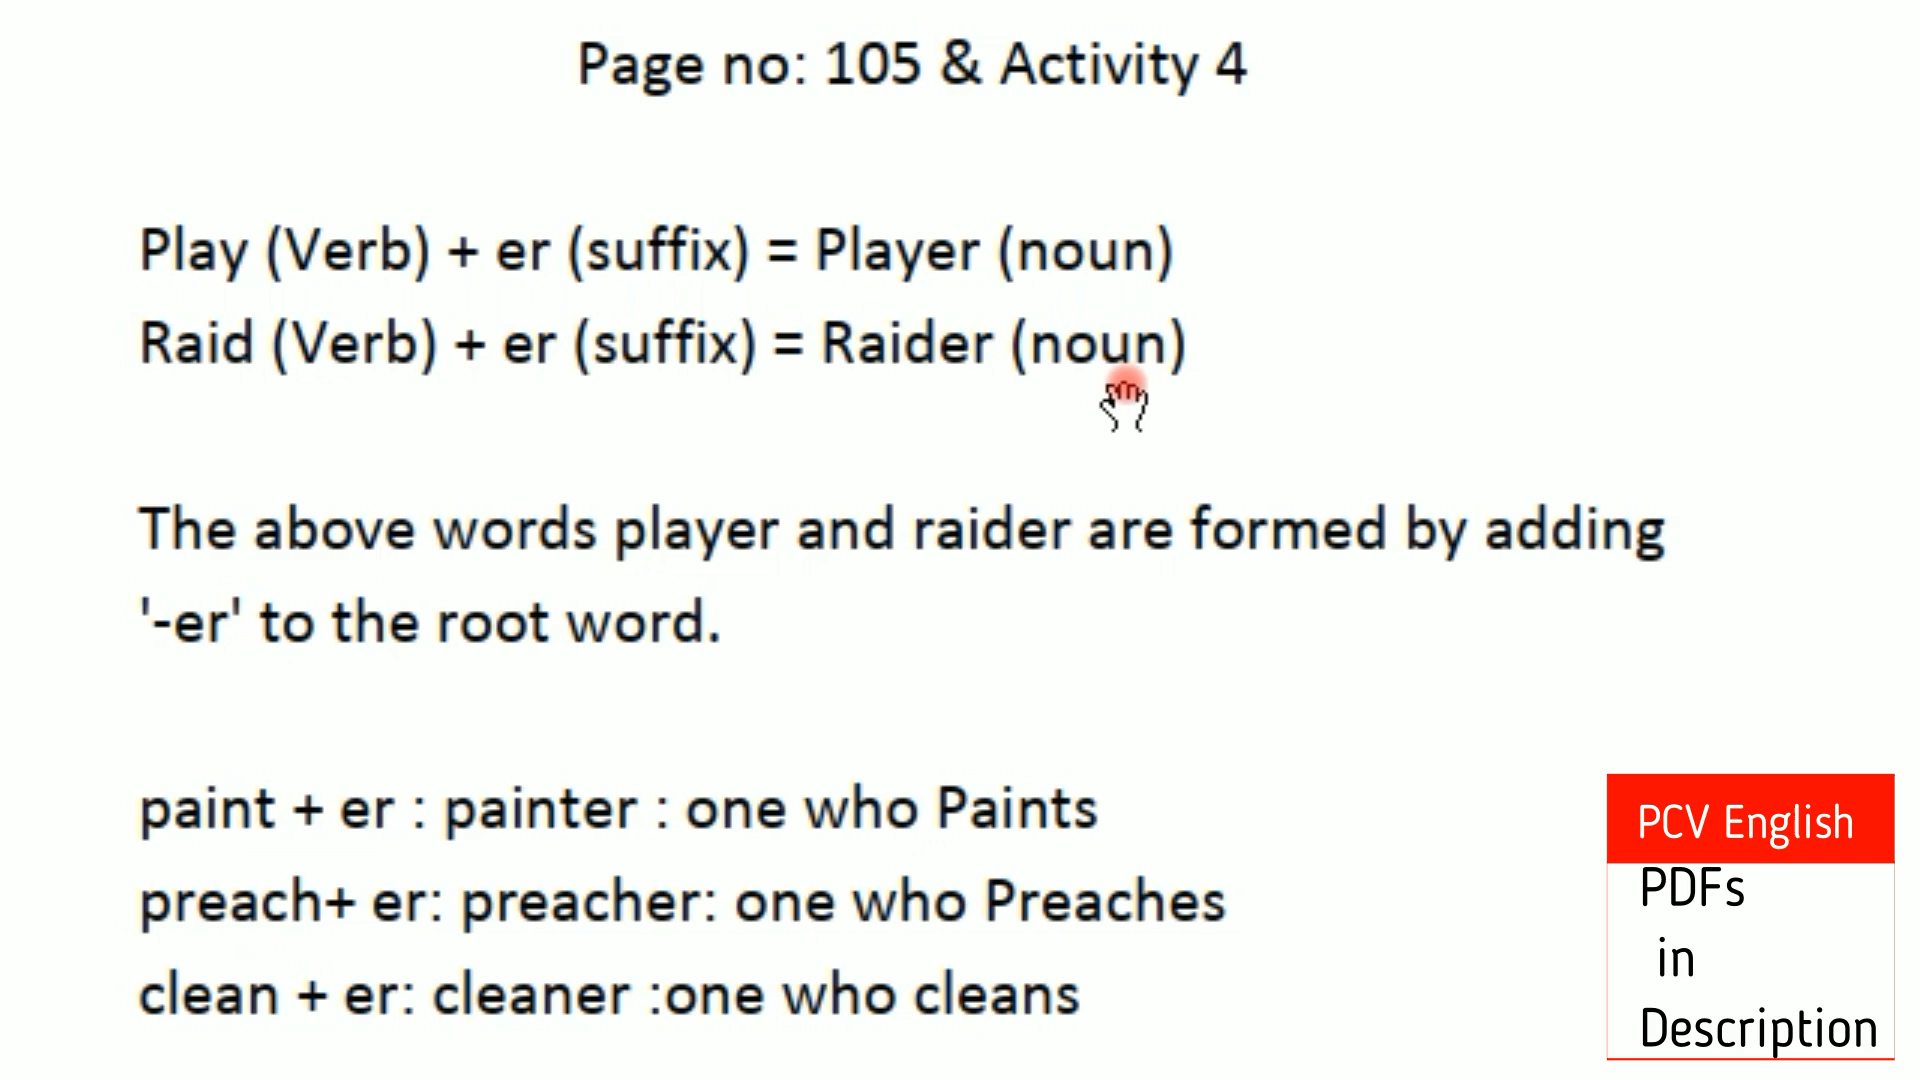 Page no: 105 & Activity 4
Play (Verb) + er (suffix) = Player (noun)
Raid (Verb) + er (suffix) = Raider (noun)
The above words player and raider are formed by adding
'-er' to the root word.
paint + er : painter : one who Paints
preach+ er: preacher: one who Preaches
clean + er: cleaner :one who cleans
PCV English
PDFs
in
Description